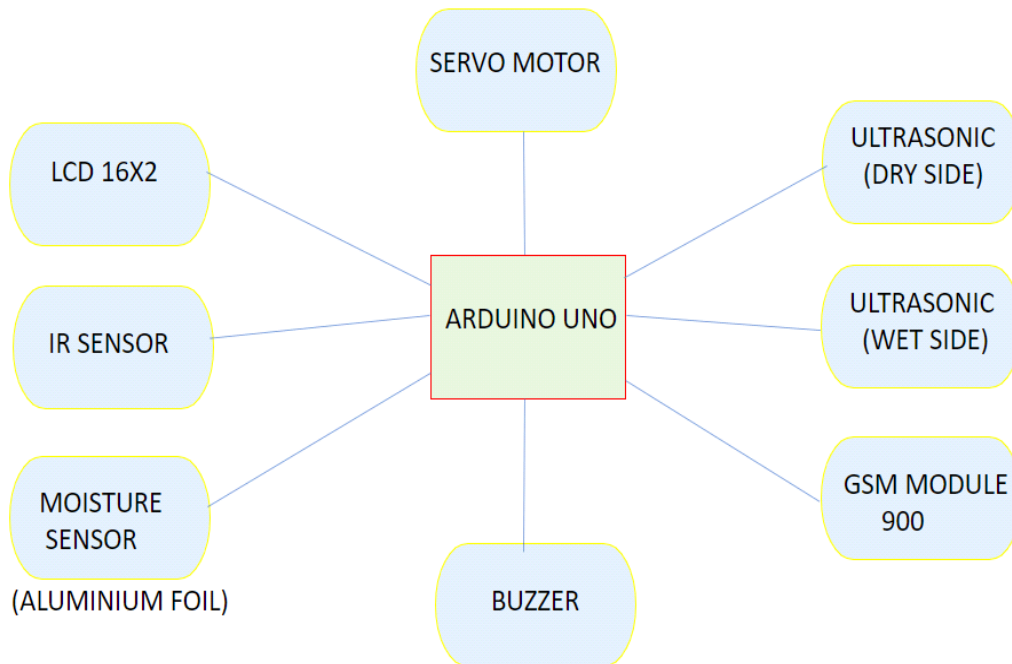 SERVO MOTOR
LCD 16X2
ULTRASONIC
(DRY SIDE)
IR SENSOR
ARDUINO UNO
ULTRASONIC
(WET SIDE)
MOISTURE
SENSOR
(ALUMINIUM FOIL)
BUZZER
GSM MODULE
900